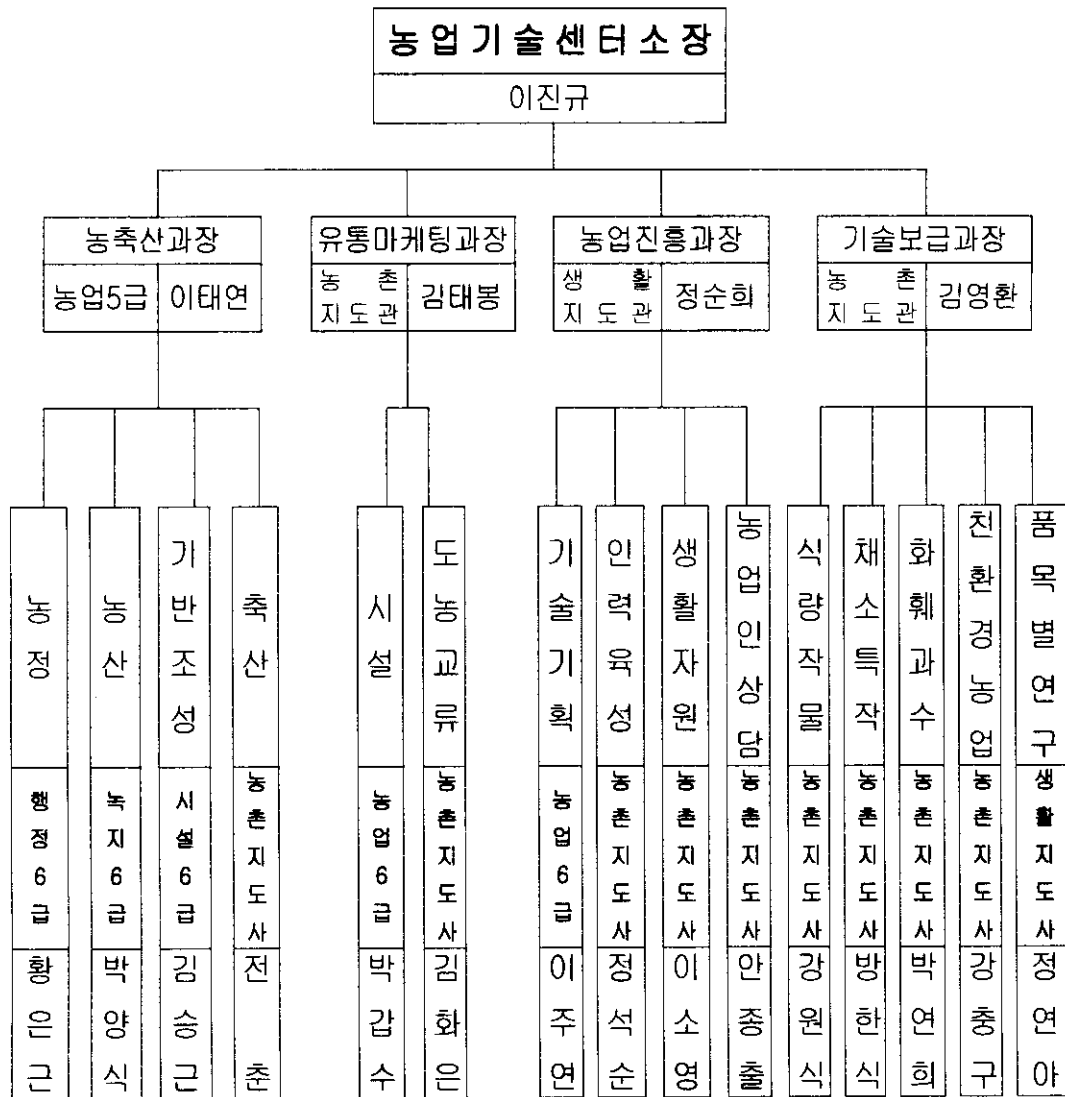 농업기술센터소장
이진규
농축산과장
농업5급 이태연
유통마케팅과장
농촌지도관 김태봉
농업진흥과장
생활지도관 정순희
기술보급과장
농촌지도관 김영환
농정
행정6급
황은근
농산
녹지6급
박양식
기반조성
시설6급
김승근
축산
농촌지도사
전춘
시설
농업6급
박갑수
도농교류
농촌지도사
김화은
기술기획
농업6급
이주연
인력육성
농촌지도사
정석순
생활자원
농촌지도사
이소영
농업인상담
농촌지도사
안종출
식량작물
농촌지도사
강원식
채소특작
농촌지도사
방한식
화훼과수
농촌지도사
박연희
친환경농업
농촌지도사
강충구
품목별연구
생활지도사
정연아